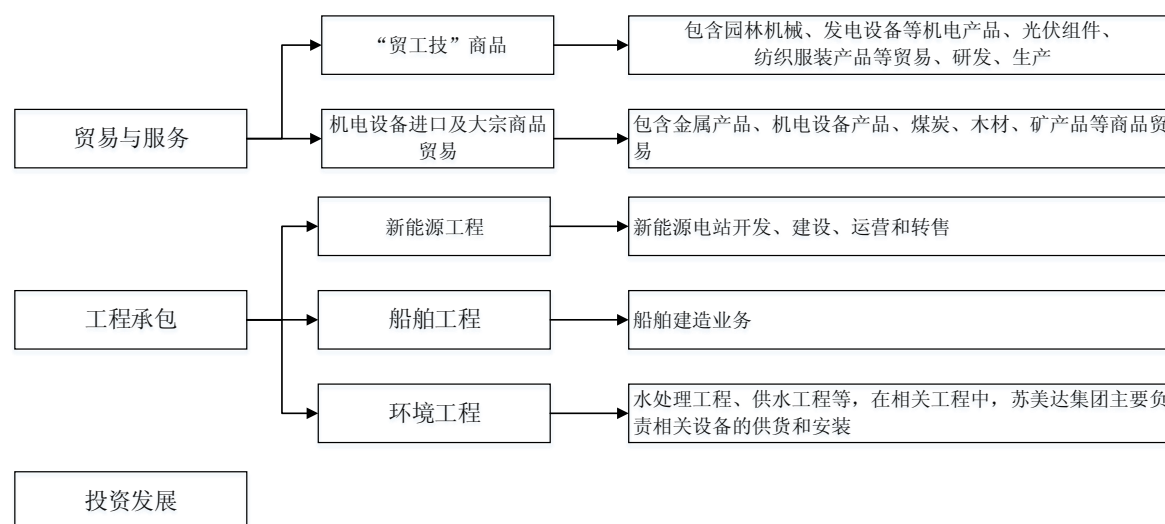 “贸工技”商品
包含园林机械、发电设备等机电产品、光伏组件、
纺织服装产品等贸易、研发、生产
贸易与服务
机电设备进口及大宗商品
贸易
包含金属产品、机电设备产品、煤炭、木材、矿产品等商品贸
易
新能源工程
新能源电站开发、建设、运营和转售
工程承包
船舶工程
船舶建造业务
环境工程
水处理工程、供水工程等，在相关工程中，苏美达集团主要负
责相关设备的供货和安装
投资发展